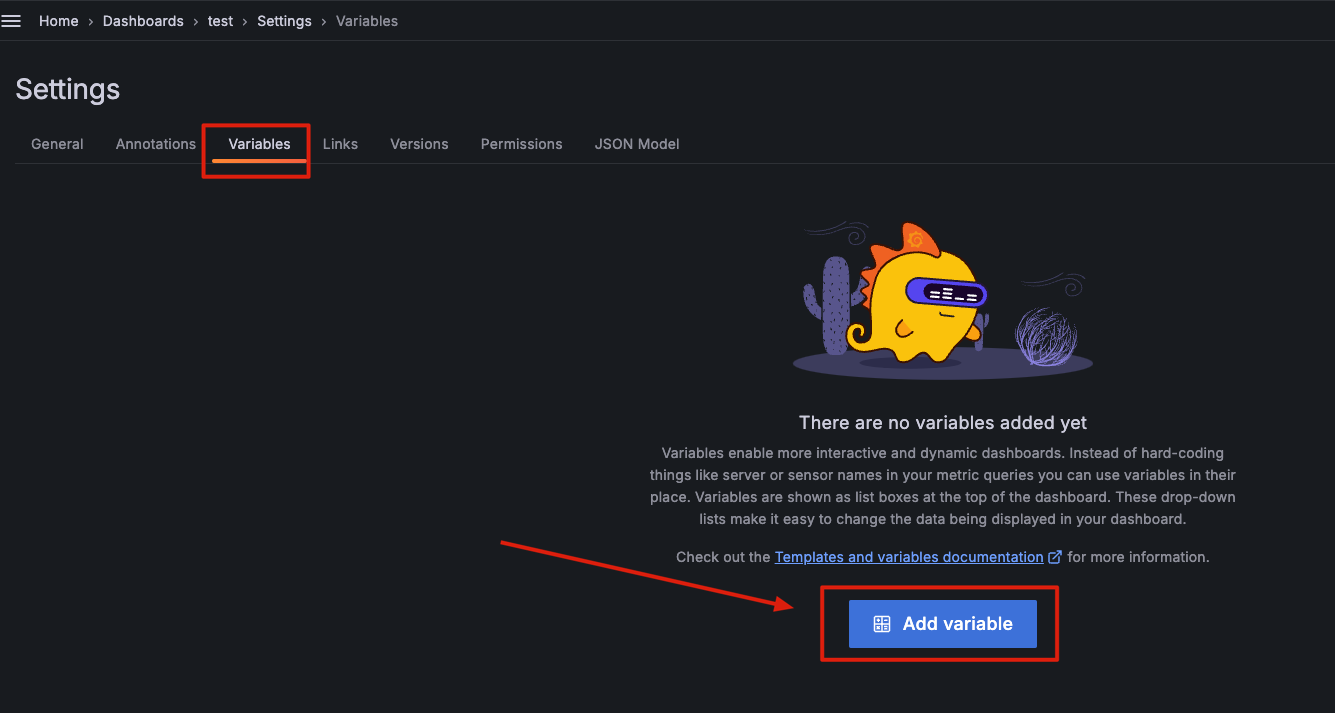 Home › Dashboards › test › Settings › Variables
Settings
General Annotations Variables Links Versions Permissions JSON Model
There are no variables added yet
Variables enable more interactive and dynamic dashboards. Instead of hard-coding
things like server or sensor names in your metric queries you can use variables in their
place. Variables are shown as list boxes at the top of the dashboard. These drop-down
lists make it easy to change the data being displayed in your dashboard.
Check out the Templates and variables documentation for more information.
Add variable